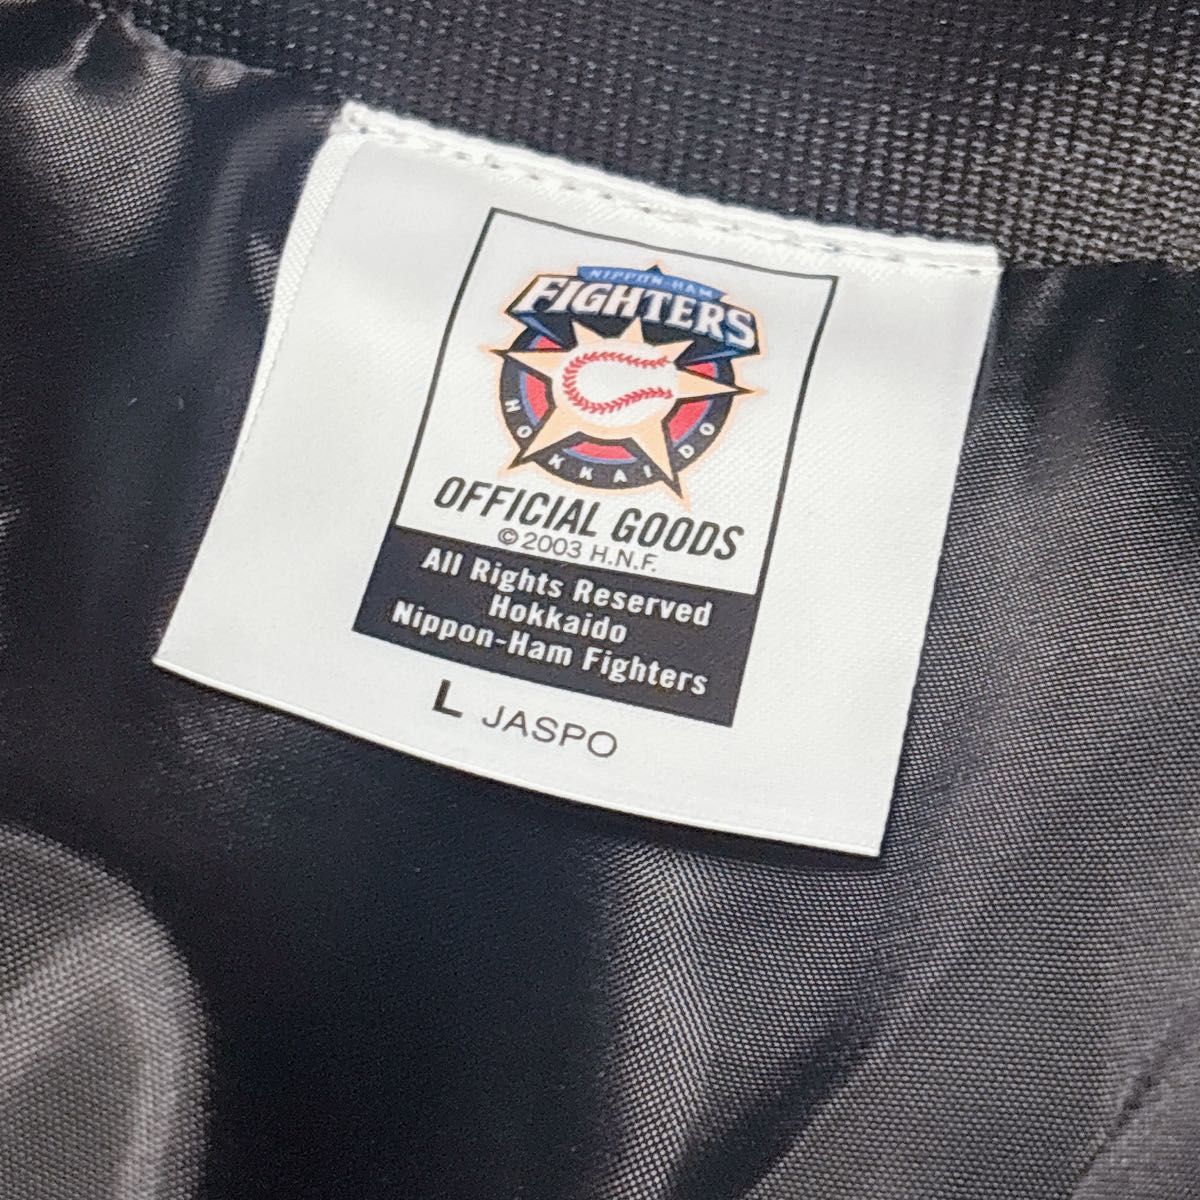 NIPPON-HAM
FIGHTERS
HOKKAIDO
OFFICIAL GOODS
©2003 H.N.F.
All Rights Reserved
Hokkaido
Nippon-Ham Fighters
L JASPO